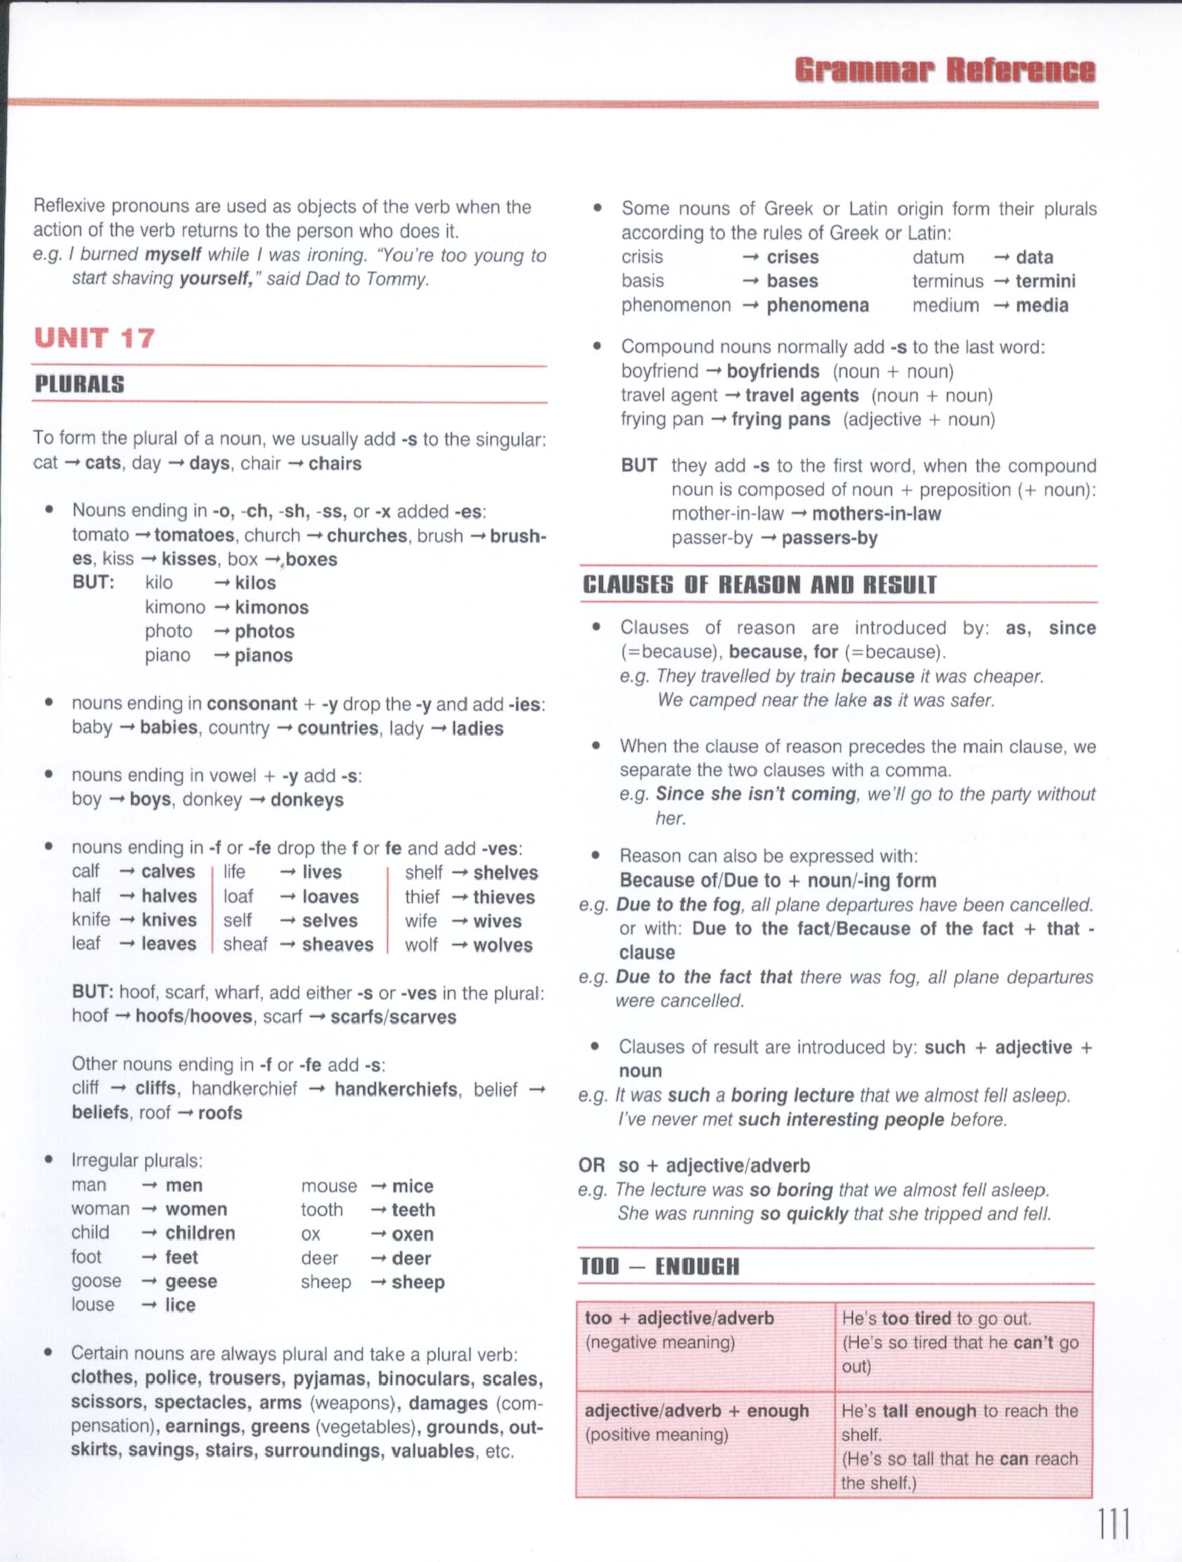 Grammar Reference
Reflexive pronouns are used as objects of the verb when the
action of the verb returns to the person who does it.
e.g. I burned myself while I was ironing. "You're too young to
start shaving yourself," said Dad to Tommy.
UNIT 17
PLURALS
To form the plural of a noun, we usually add -s to the singular:
cat → cats, day → days, chair → chairs
• Nouns ending in -o, -ch, -sh, -ss, or -x added -es:
tomato → tomatoes, church → churches, brush → brush-
es, kiss → kisses, box → boxes
BUT: kilo → kilos
kimono → kimonos
photo → photos
piano → pianos
• nouns ending in consonant + -y drop the -y and add -ies:
baby → babies, country → countries, lady → ladies
• nouns ending in vowel + -y add -s:
boy → boys, donkey → donkeys
• nouns ending in -f or -fe drop the f or fe and add -ves:
calf → calves life → lives shelf → shelves
half → halves loaf → loaves thief → thieves
knife → knives self → selves wife → wives
leaf → leaves sheaf → sheaves wolf → wolves
BUT: hoof, scarf, wharf, add either -s or -ves in the plural:
hoof → hoofs/hooves, scarf → scarfs/scarves
Other nouns ending in -f or -fe add -s:
cliff → cliffs, handkerchief → handkerchiefs, belief →
beliefs, roof → roofs
• Irregular plurals:
man → men mouse → mice
woman → women tooth → teeth
child → children ox → oxen
foot → feet deer → deer
goose → geese sheep → sheep
louse → lice
• Certain nouns are always plural and take a plural verb:
clothes, police, trousers, pyjamas, binoculars, scales,
scissors, spectacles, arms (weapons), damages (com-
pensation), earnings, greens (vegetables), grounds, out-
skirts, savings, stairs, surroundings, valuables, etc.
• Some nouns of Greek or Latin origin form their plurals
according to the rules of Greek or Latin:
crisis → crises datum → data
basis → bases terminus → termini
phenomenon → phenomena medium → media
• Compound nouns normally add -s to the last word:
boyfriend → boyfriends (noun + noun)
travel agent → travel agents (noun + noun)
frying pan → frying pans (adjective + noun)
BUT they add -s to the first word, when the compound
noun is composed of noun + preposition (+ noun):
mother-in-law → mothers-in-law
passer-by → passers-by
CLAUSES OF REASON AND RESULT
• Clauses of reason are introduced by: as, since
(=because), because, for (=because).
e.g. They travelled by train because it was cheaper.
We camped near the lake as it was safer.
• When the clause of reason precedes the main clause, we
separate the two clauses with a comma.
e.g. Since she isn't coming, we'll go to the party without
her.
• Reason can also be expressed with:
Because of/Due to + noun/-ing form
e.g. Due to the fog, all plane departures have been cancelled.
or with: Due to the fact/Because of the fact + that -
clause
e.g. Due to the fact that there was fog, all plane departures
were cancelled.
• Clauses of result are introduced by: such + adjective +
noun
e.g. It was such a boring lecture that we almost fell asleep.
I've never met such interesting people before.
OR so + adjective/adverb
e.g. The lecture was so boring that we almost fell asleep.
She was running so quickly that she tripped and fell.
TOO – ENOUGH
too + adjective/adverb
(negative meaning)
He's too tired to go out.
(He's so tired that he can't go
out)
adjective/adverb + enough
(positive meaning)
He's tall enough to reach the
shelf.
(He's so tall that he can reach
the shelf.)
111